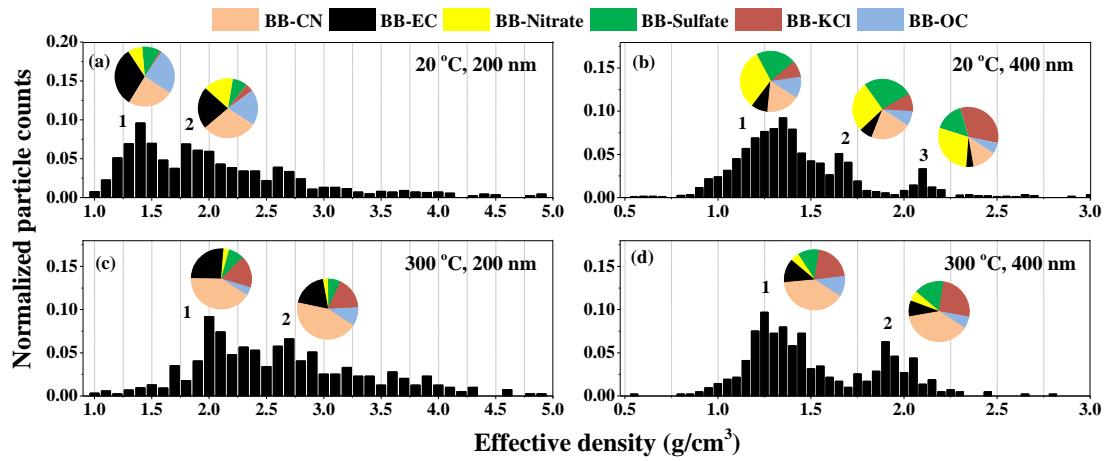 BB-CN BB-EC BB-Nitrate BB-Sulfate BB-KCl BB-OC
Normalized particle counts
(a) 20 °C, 200 nm
0.20
0.15
0.10
0.05
0.00
1 2
1.0 1.5 2.0 2.5 3.0 3.5 4.0 4.5 5.0
(b) 20 °C, 400 nm
0.15
0.10
0.05
0.00
1 2 3
0.5 1.0 1.5 2.0 2.5 3.0
(c) 300 °C, 200 nm
0.15
0.10
0.05
0.00
1 2
1.0 1.5 2.0 2.5 3.0 3.5 4.0 4.5 5.0
(d) 300 °C, 400 nm
0.15
0.10
0.05
0.00
1 2
0.5 1.0 1.5 2.0 2.5 3.0
Effective density (g/cm³)